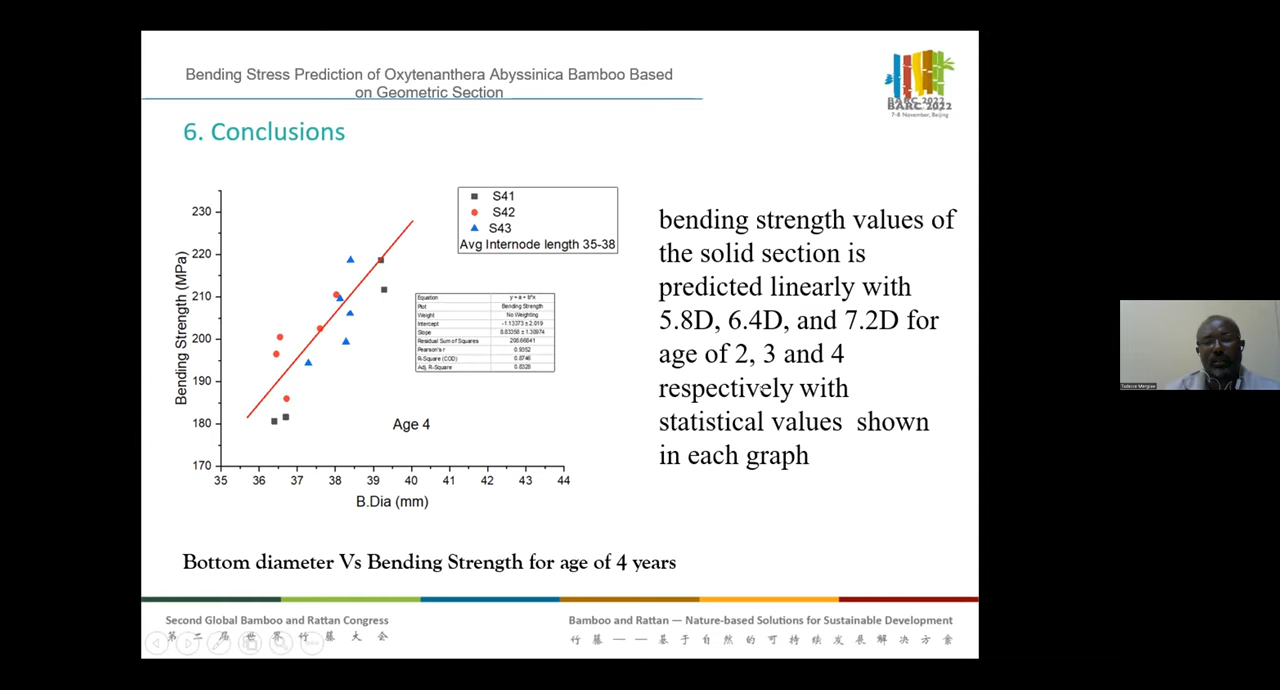 Bending Stress Prediction of Oxytenanthera Abyssinica Bamboo Based
on Geometric Section
BARC 2022
BARC 2022
7-8 November, Beijing
6. Conclusions
S41
S42
S43
Avg Internode length 35-38
230
220
210
200
190
180
170
Bending Strength (MPa)
Equation y = a + b*x
Plot Bending Strength
Weight No Weighting
Intercept -1.13373 ± 2.019
Slope
Residual Sum of Squares
Pearson's r 0.9352
R-Square (COD) 0.8746
Adj. R-Square 0.8328
Age 4
35 36 37 38 39 40 41 42 43 44
B.Dia (mm)
bending strength values of
the solid section is
predicted linearly with
5.8D, 6.4D, and 7.2D for
age of 2, 3 and 4
respectively with
statistical values shown
in each graph
Bottom diameter Vs Bending Strength for age of 4 years
Second Global Bamboo and Rattan Congress
第 二 届 世 界 竹 藤 大 会
Bamboo and Rattan — Nature-based Solutions for Sustainable Development
竹 藤 — — 基 于 自 然 的 可 持 续 发 展 解 决 方 案